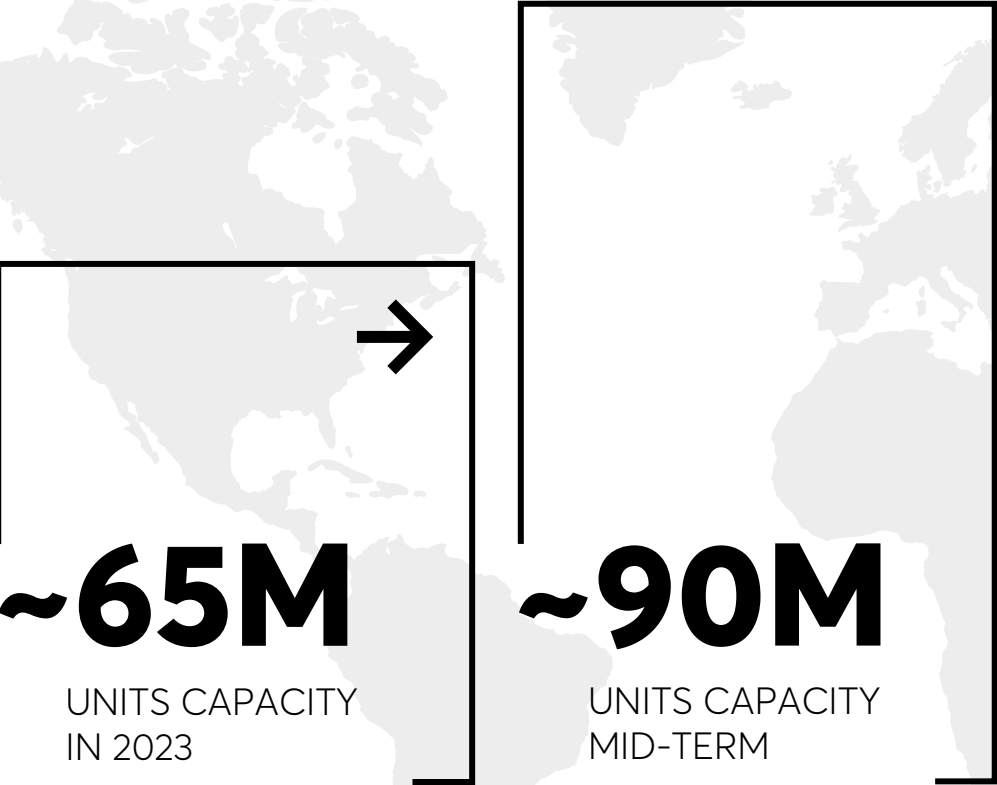 ~65M
UNITS CAPACITY
IN 2023
~90M
UNITS CAPACITY
MID-TERM